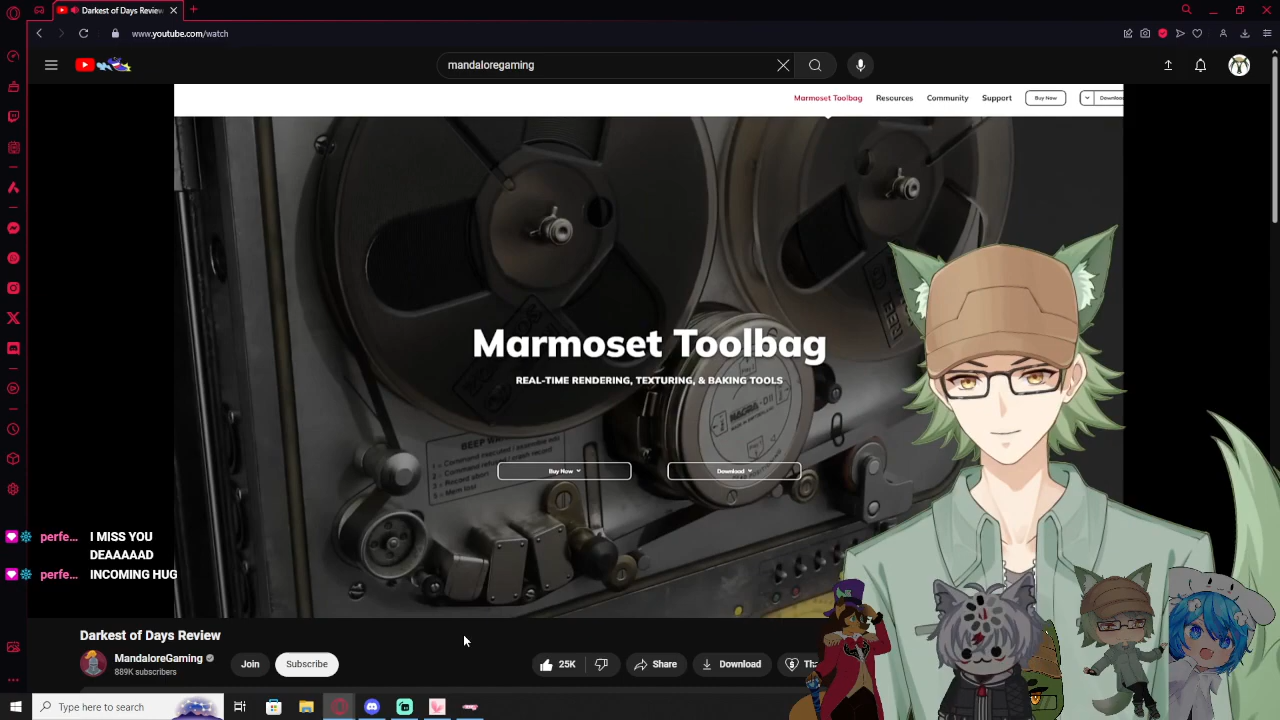 Darkest of Days Review
www.youtube.com/watch
mandaloregaming
Marmoset Toolbag
Resources
Community
Support
Buy Now
Marmoset Toolbag
REAL-TIME RENDERING, TEXTURING, & BAKING TOOLS
Buy Now
Download
perfe... I MISS YOU
DEAAAAAD
perfe... INCOMING HUG
Darkest of Days Review
MandaloreGaming
889K subscribers
Join
Subscribe
25K
Share
Download
Type here to search